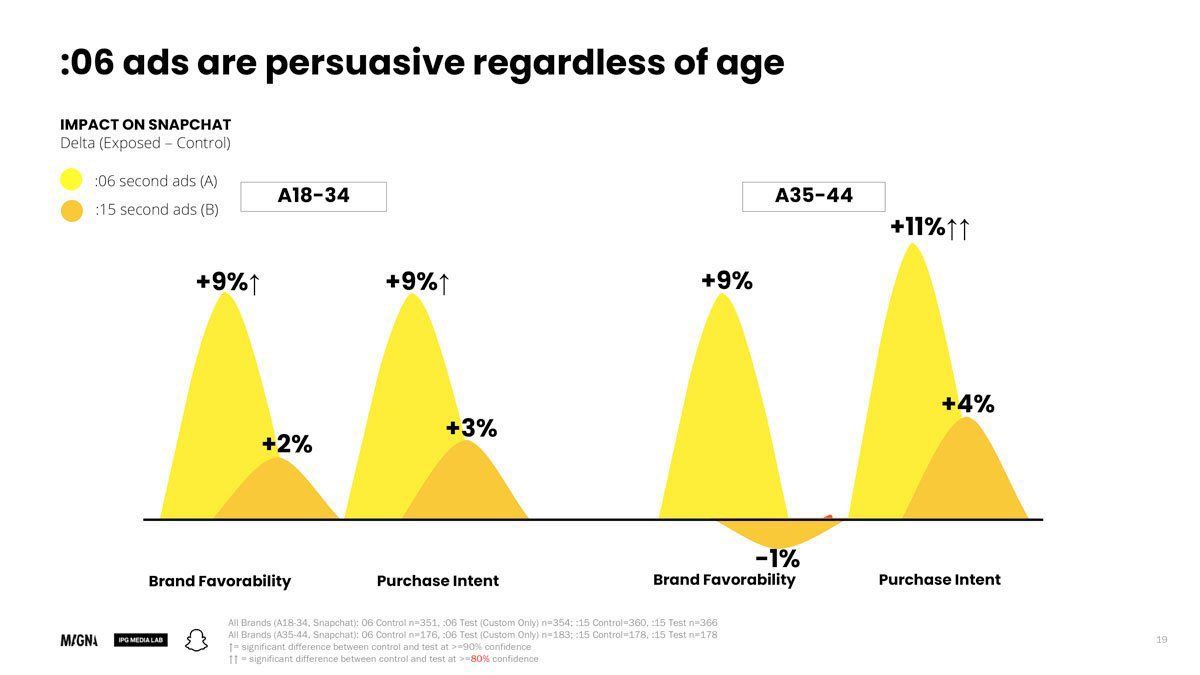 :06 ads are persuasive regardless of age
IMPACT ON SNAPCHAT
Delta (Exposed – Control)
:06 second ads (A)
:15 second ads (B)
A18-34
A35-44
+9%↑
+2%
+9%↑
+3%
+9%
-1%
+11%↑↑
+4%
Brand Favorability
Purchase Intent
Brand Favorability
Purchase Intent
MAGNA
IPG MEDIA LAB
All Brands (A18-34, Snapchat): 06 Control n=351, :06 Test (Custom Only) n=354; :15 Control=360, :15 Test n=366
All Brands (A35-44, Snapchat): 06 Control n=176, :06 Test (Custom Only) n=183; :15 Control=178, :15 Test n=178
↑= significant difference between control and test at >=90% confidence
↑↑= significant difference between control and test at >=80% confidence
19